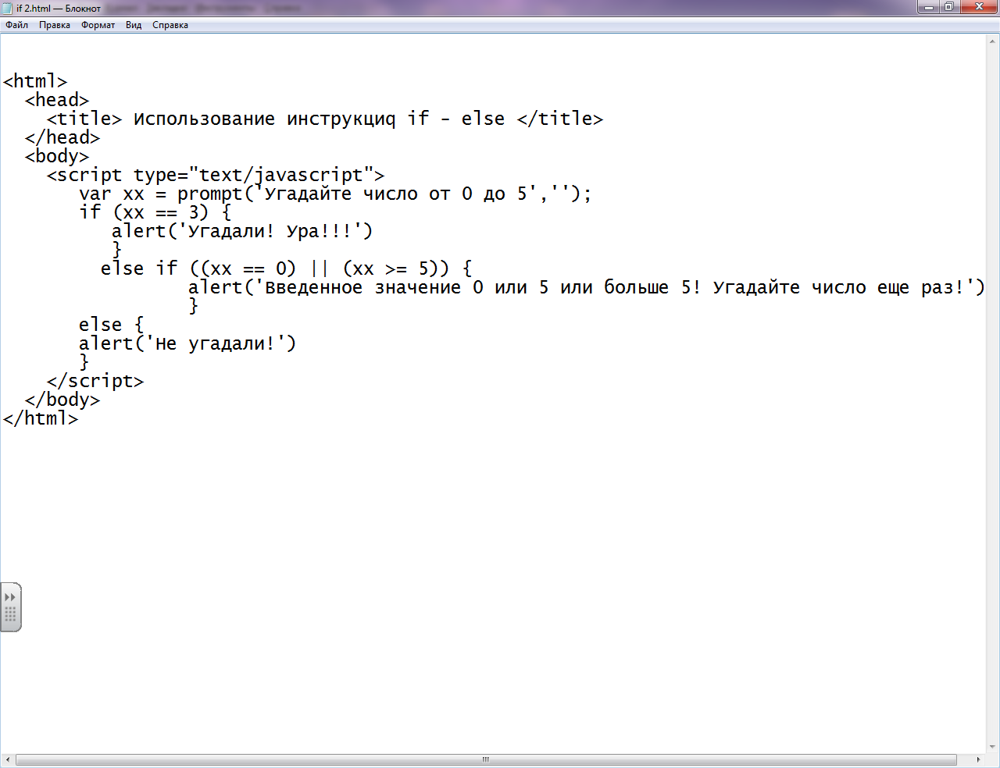 if 2.html — Блокнот
Файл Правка Формат Вид Справка
<html>
<head>
<title> Использование инструкциq if - else </title>
</head>
<body>
<script type="text/javascript">
var xx = prompt('Угадайте число от 0 до 5','');
if (xx == 3) {
alert('Угадали! Ура!!!')
}
else if ((xx == 0) || (xx >= 5)) {
alert('Введенное значение 0 или 5 или больше 5! Угадайте число еще раз!')
}
else {
alert('Не угадали!')
}
</script>
</body>
</html>